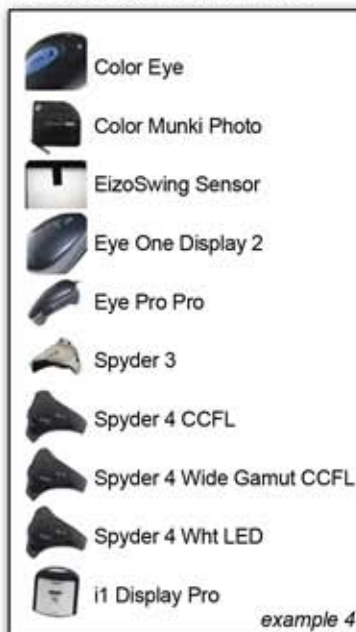 Color Eye
Color Munki Photo
EizoSwing Sensor
Eye One Display 2
Eye Pro Pro
Spyder 3
Spyder 4 CCFL
Spyder 4 Wide Gamut CCFL
Spyder 4 Wht LED
i1 Display Pro
example 4